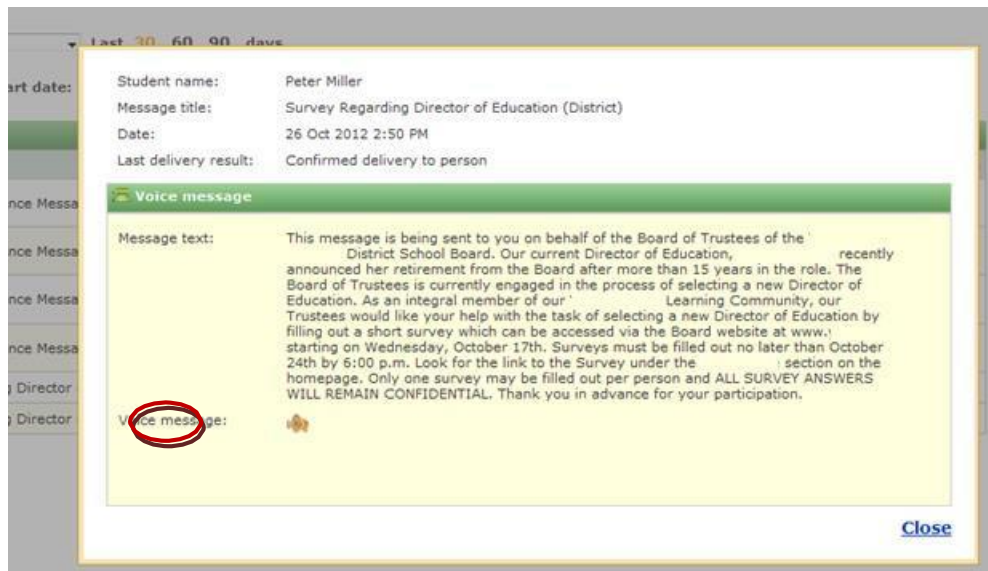 Last 30 60 90 days
art date:
Student name: Peter Miller
Message title: Survey Regarding Director of Education (District)
Date: 26 Oct 2012 2:50 PM
Last delivery result: Confirmed delivery to person
Voice message
nce Messa
Message text: This message is being sent to you on behalf of the Board of Trustees of the
District School Board. Our current Director of Education, recently
nce Messa
announced her retirement from the Board after more than 15 years in the role. The
Board of Trustees is currently engaged in the process of selecting a new Director of
nce Messa
Education. As an integral member of our Learning Community, our
Trustees would like your help with the task of selecting a new Director of Education by
filling out a short survey which can be accessed via the Board website at www.
nce Messa
starting on Wednesday, October 17th. Surveys must be filled out no later than October
24th by 6:00 p.m. Look for the link to the Survey under the section on the
homepage. Only one survey may be filled out per person and ALL SURVEY ANSWERS
g Director
WILL REMAIN CONFIDENTIAL. Thank you in advance for your participation.
g Director
Voice message:
Close